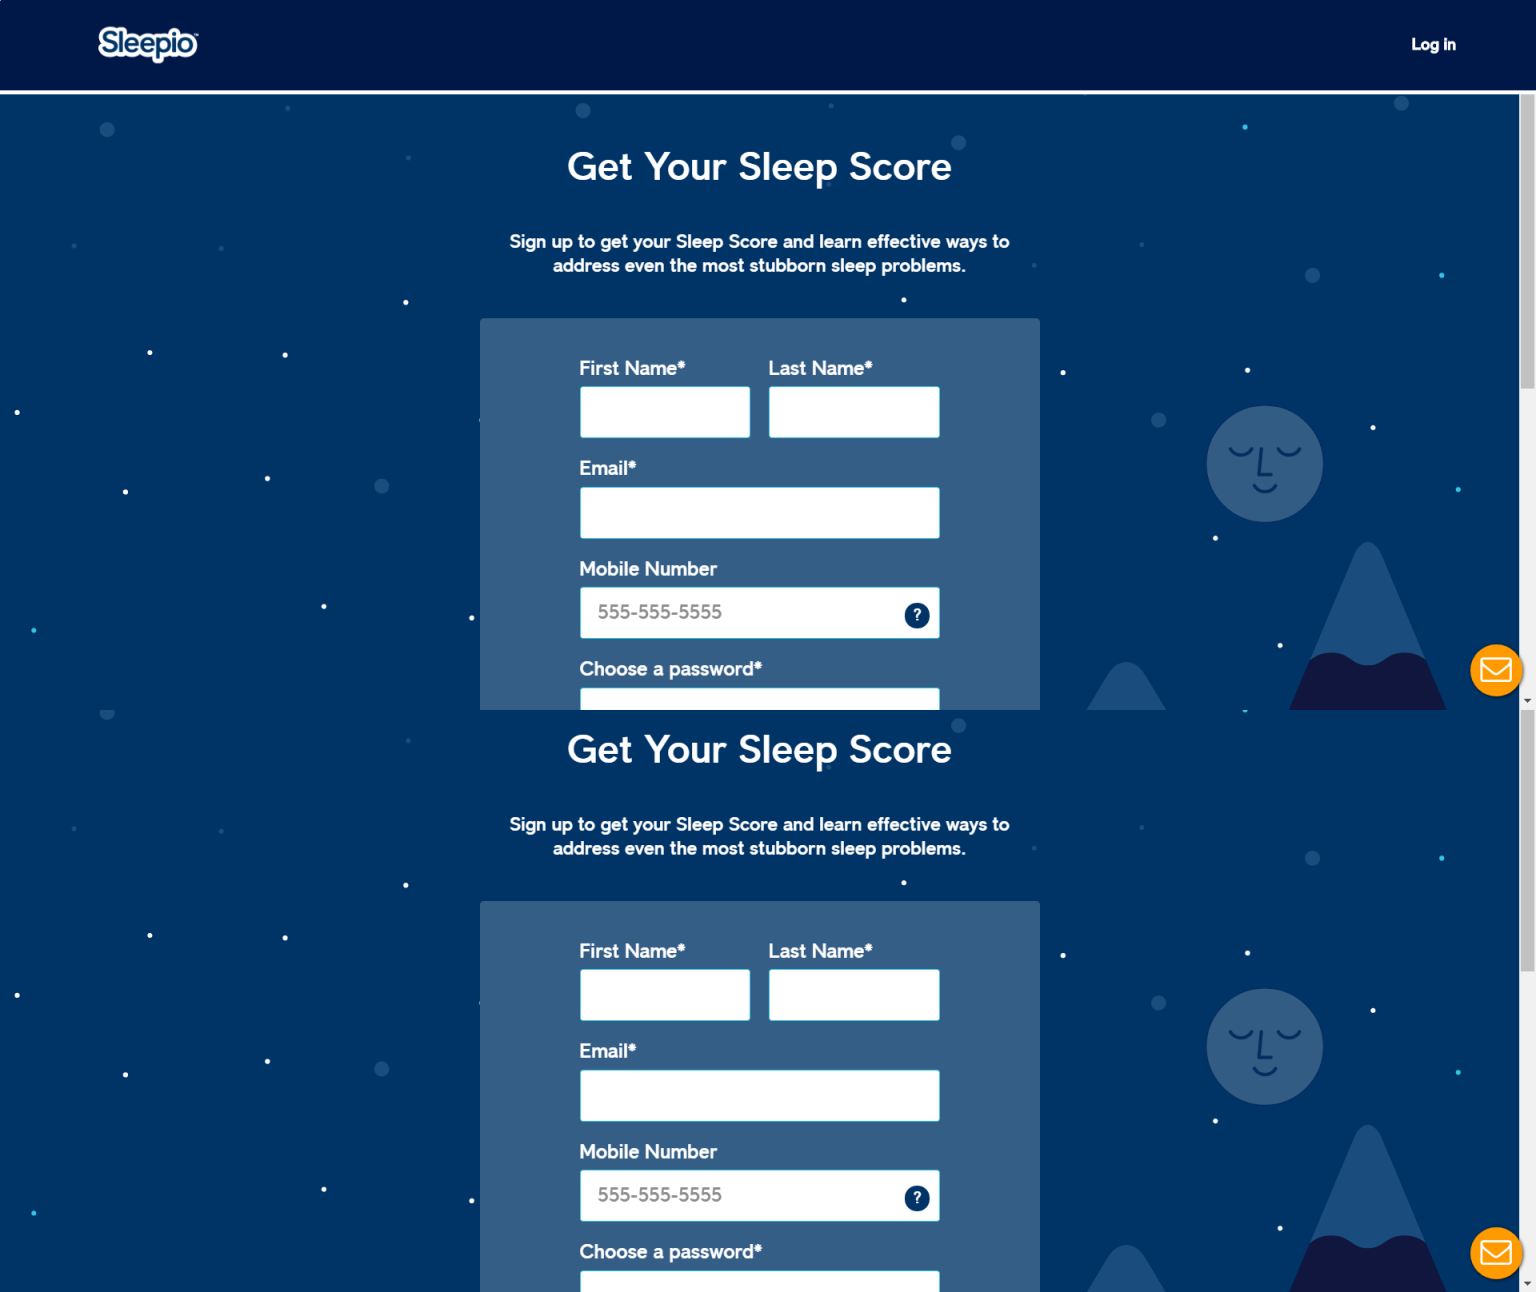 Sleepio™
Log In
Get Your Sleep Score
Sign up to get your Sleep Score and learn effective ways to
address even the most stubborn sleep problems.
First Name* Last Name*
Email*
Mobile Number
555-555-5555 ?
Choose a password*
Get Your Sleep Score
Sign up to get your Sleep Score and learn effective ways to
address even the most stubborn sleep problems.
First Name* Last Name*
Email*
Mobile Number
555-555-5555 ?
Choose a password*